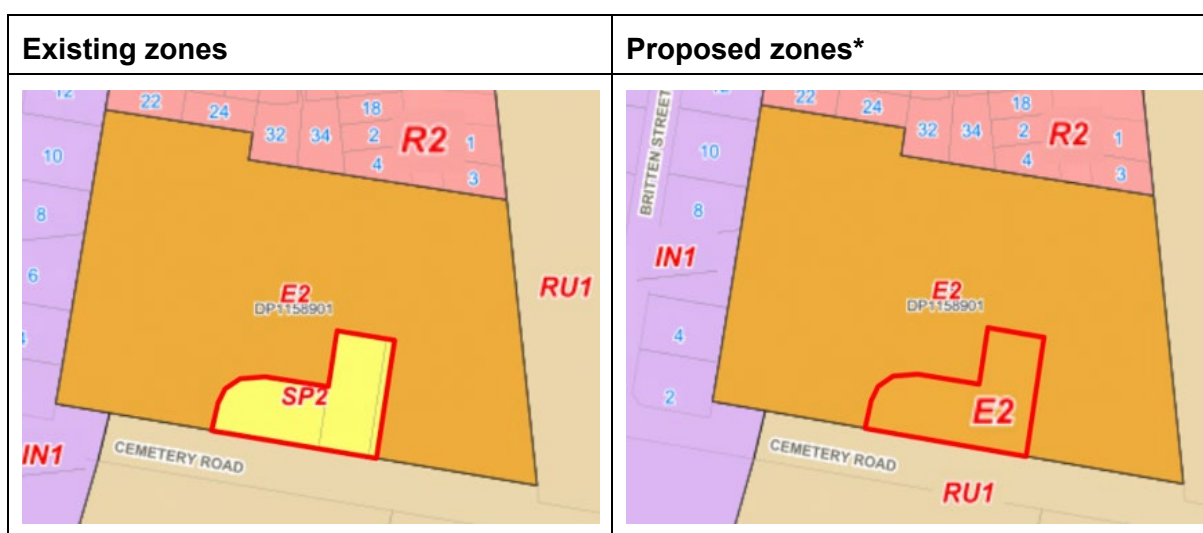 Existing zones
Proposed zones*
12
22
24
32
34
18
2
4
R2
1
3
10
8
6
E2
DP1158901
RU1
SP2
IN1
CEMETERY ROAD
22
24
32
34
18
2
4
R2
1
3
BRITTEN STREET
10
8
IN1
4
2
E2
DP1158901
E2
CEMETERY ROAD
RU1